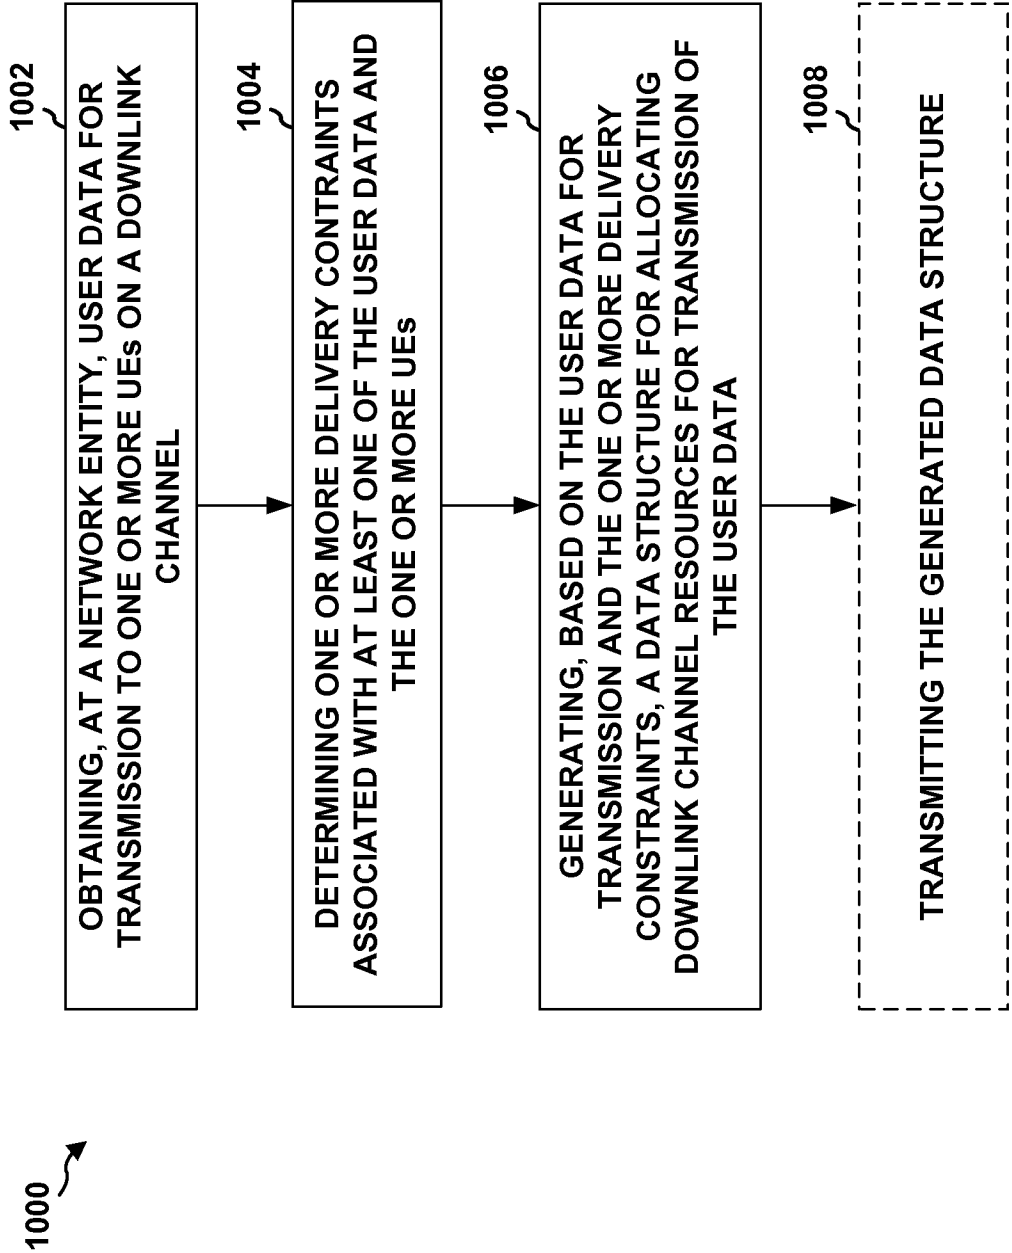 1000
1002
OBTAINING, AT A NETWORK ENTITY, USER DATA FOR
TRANSMISSION TO ONE OR MORE UEs ON A DOWNLINK
CHANNEL
1004
DETERMINING ONE OR MORE DELIVERY CONTRAINTS
ASSOCIATED WITH AT LEAST ONE OF THE USER DATA AND
THE ONE OR MORE UEs
1006
GENERATING, BASED ON THE USER DATA FOR
TRANSMISSION AND THE ONE OR MORE DELIVERY
CONSTRAINTS, A DATA STRUCTURE FOR ALLOCATING
DOWNLINK CHANNEL RESOURCES FOR TRANSMISSION OF
THE USER DATA
1008
TRANSMITTING THE GENERATED DATA STRUCTURE